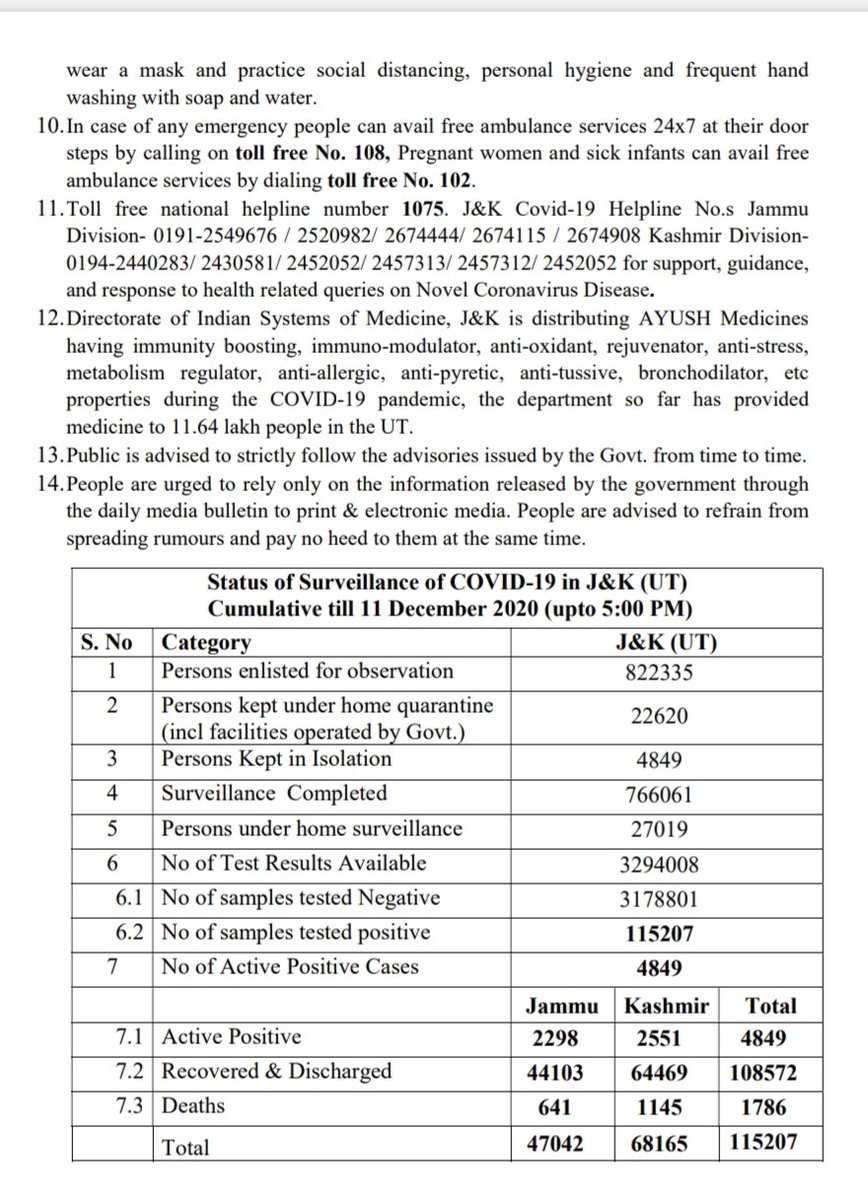 wear a mask and practice social distancing, personal hygiene and frequent hand
washing with soap and water.
10. In case of any emergency people can avail free ambulance services 24x7 at their door
steps by calling on toll free No. 108, Pregnant women and sick infants can avail free
ambulance services by dialing toll free No. 102.
11. Toll free national helpline number 1075. J&K Covid-19 Helpline No.s Jammu
Division- 0191-2549676 / 2520982/ 2674444/ 2674115 / 2674908 Kashmir Division-
0194-2440283/ 2430581/ 2452052/ 2457313/ 2457312/ 2452052 for support, guidance,
and response to health related queries on Novel Coronavirus Disease.
12. Directorate of Indian Systems of Medicine, J&K is distributing AYUSH Medicines
having immunity boosting, immuno-modulator, anti-oxidant, rejuvenator, anti-stress,
metabolism regulator, anti-allergic, anti-pyretic, anti-tussive, bronchodilator, etc
properties during the COVID-19 pandemic, the department so far has provided
medicine to 11.64 lakh people in the UT.
13. Public is advised to strictly follow the advisories issued by the Govt. from time to time.
14. People are urged to rely only on the information released by the government through
the daily media bulletin to print & electronic media. People are advised to refrain from
spreading rumours and pay no heed to them at the same time.
Status of Surveillance of COVID-19 in J&K (UT)
Cumulative till 11 December 2020 (upto 5:00 PM)
S. No Category J&K (UT)
1 Persons enlisted for observation 822335
2 Persons kept under home quarantine
(incl facilities operated by Govt.) 22620
3 Persons Kept in Isolation 4849
4 Surveillance Completed 766061
5 Persons under home surveillance 27019
6 No of Test Results Available 3294008
6.1 No of samples tested Negative 3178801
6.2 No of samples tested positive 115207
7 No of Active Positive Cases 4849
Jammu Kashmir Total
7.1 Active Positive 2298 2551 4849
7.2 Recovered & Discharged 44103 64469 108572
7.3 Deaths 641 1145 1786
Total 47042 68165 115207